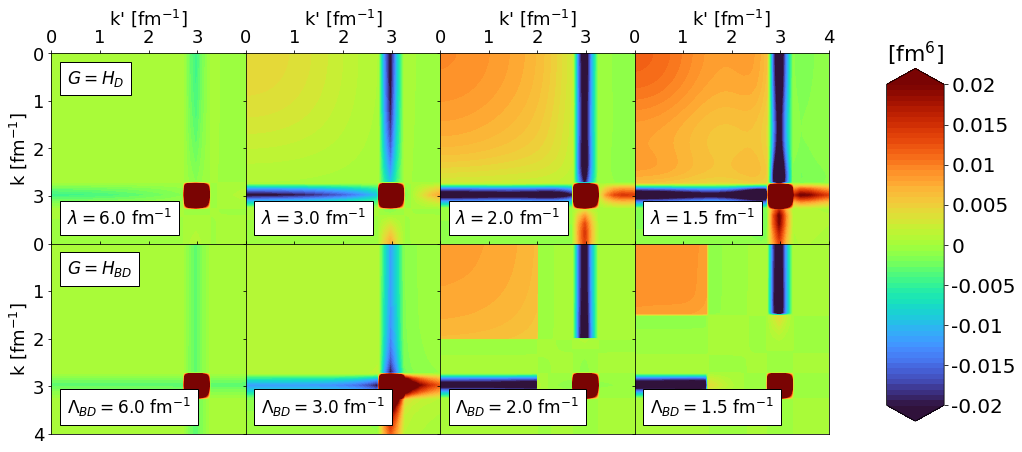 k' [fm⁻¹] k' [fm⁻¹] k' [fm⁻¹] k' [fm⁻¹]
0 1 2 3 0 1 2 3 0 1 2 3 0 1 2 3 4
[fm⁶]
0
1
2
3
k [fm⁻¹]
G = H_D
λ = 6.0 fm⁻¹
λ = 3.0 fm⁻¹
λ = 2.0 fm⁻¹
λ = 1.5 fm⁻¹
0
1
2
3
4
k [fm⁻¹]
G = H_BD
Λ_BD = 6.0 fm⁻¹
Λ_BD = 3.0 fm⁻¹
Λ_BD = 2.0 fm⁻¹
Λ_BD = 1.5 fm⁻¹
0.02
0.015
0.01
0.005
0
-0.005
-0.01
-0.015
-0.02